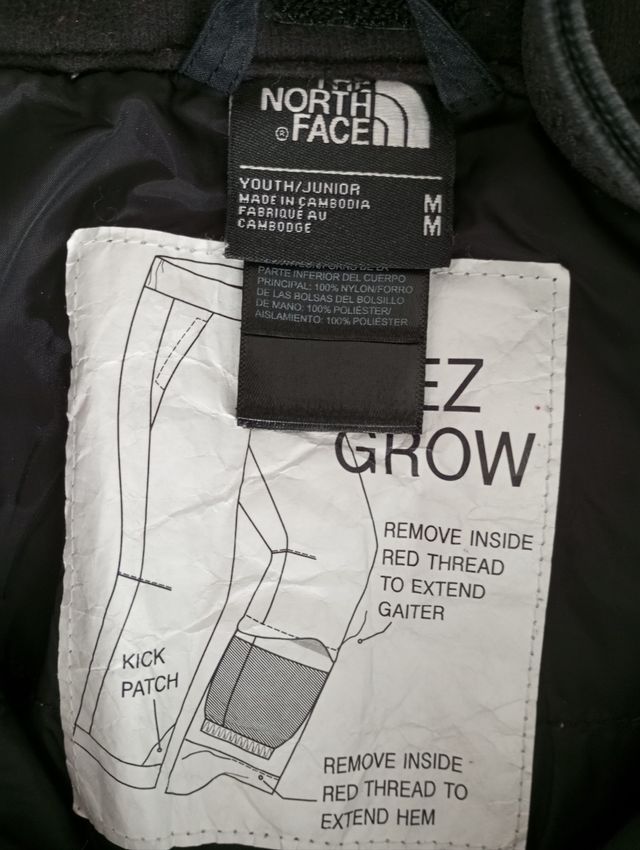 THE
NORTH
FACE
®
YOUTH/JUNIOR M
MADE IN CAMBODIA
FABRIQUÉ AU M
CAMBODGE
PARTE INFERIOR DEL CUERPO
PRINCIPAL: 100% NYLON/FORRO
DE LAS BOLSAS DEL BOLSILLO
DE MANO: 100% POLIÉSTER/
AISLAMIENTO: 100% POLIÉSTER
EZ
GROW
REMOVE INSIDE
RED THREAD
TO EXTEND
GAITER
KICK
PATCH
REMOVE INSIDE
RED THREAD TO
EXTEND HEM